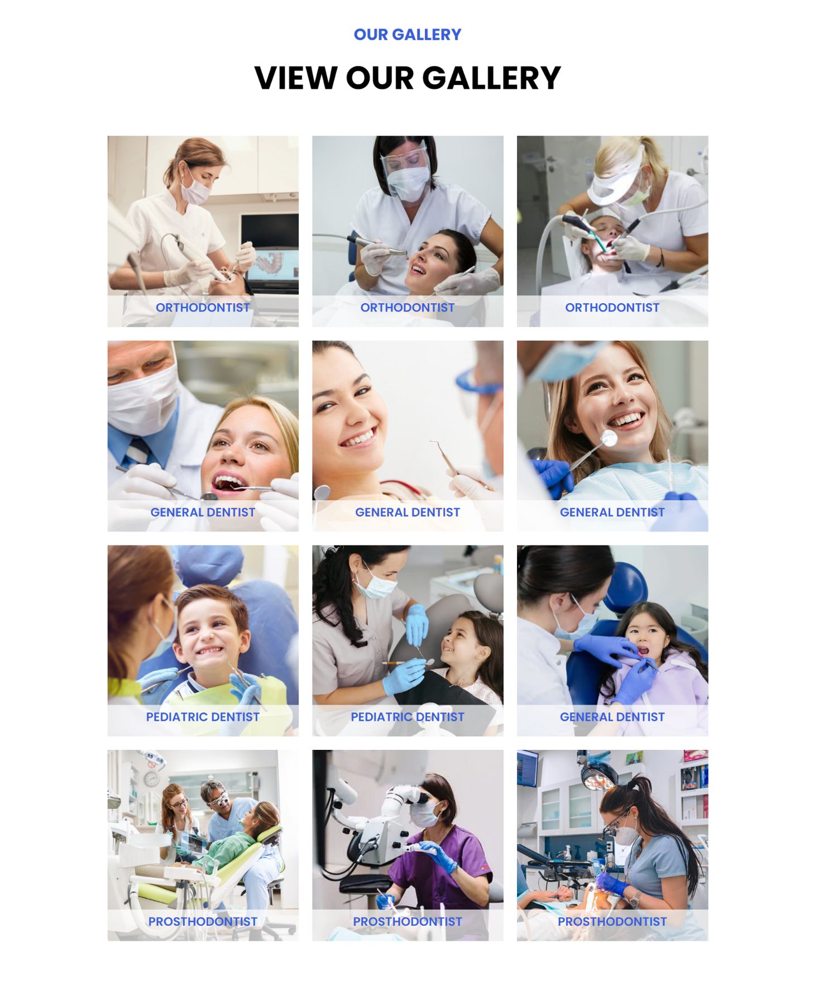 OUR GALLERY
VIEW OUR GALLERY
ORTHODONTIST
ORTHODONTIST
ORTHODONTIST
GENERAL DENTIST
GENERAL DENTIST
GENERAL DENTIST
PEDIATRIC DENTIST
PEDIATRIC DENTIST
GENERAL DENTIST
PROSTHODONTIST
PROSTHODONTIST
PROSTHODONTIST